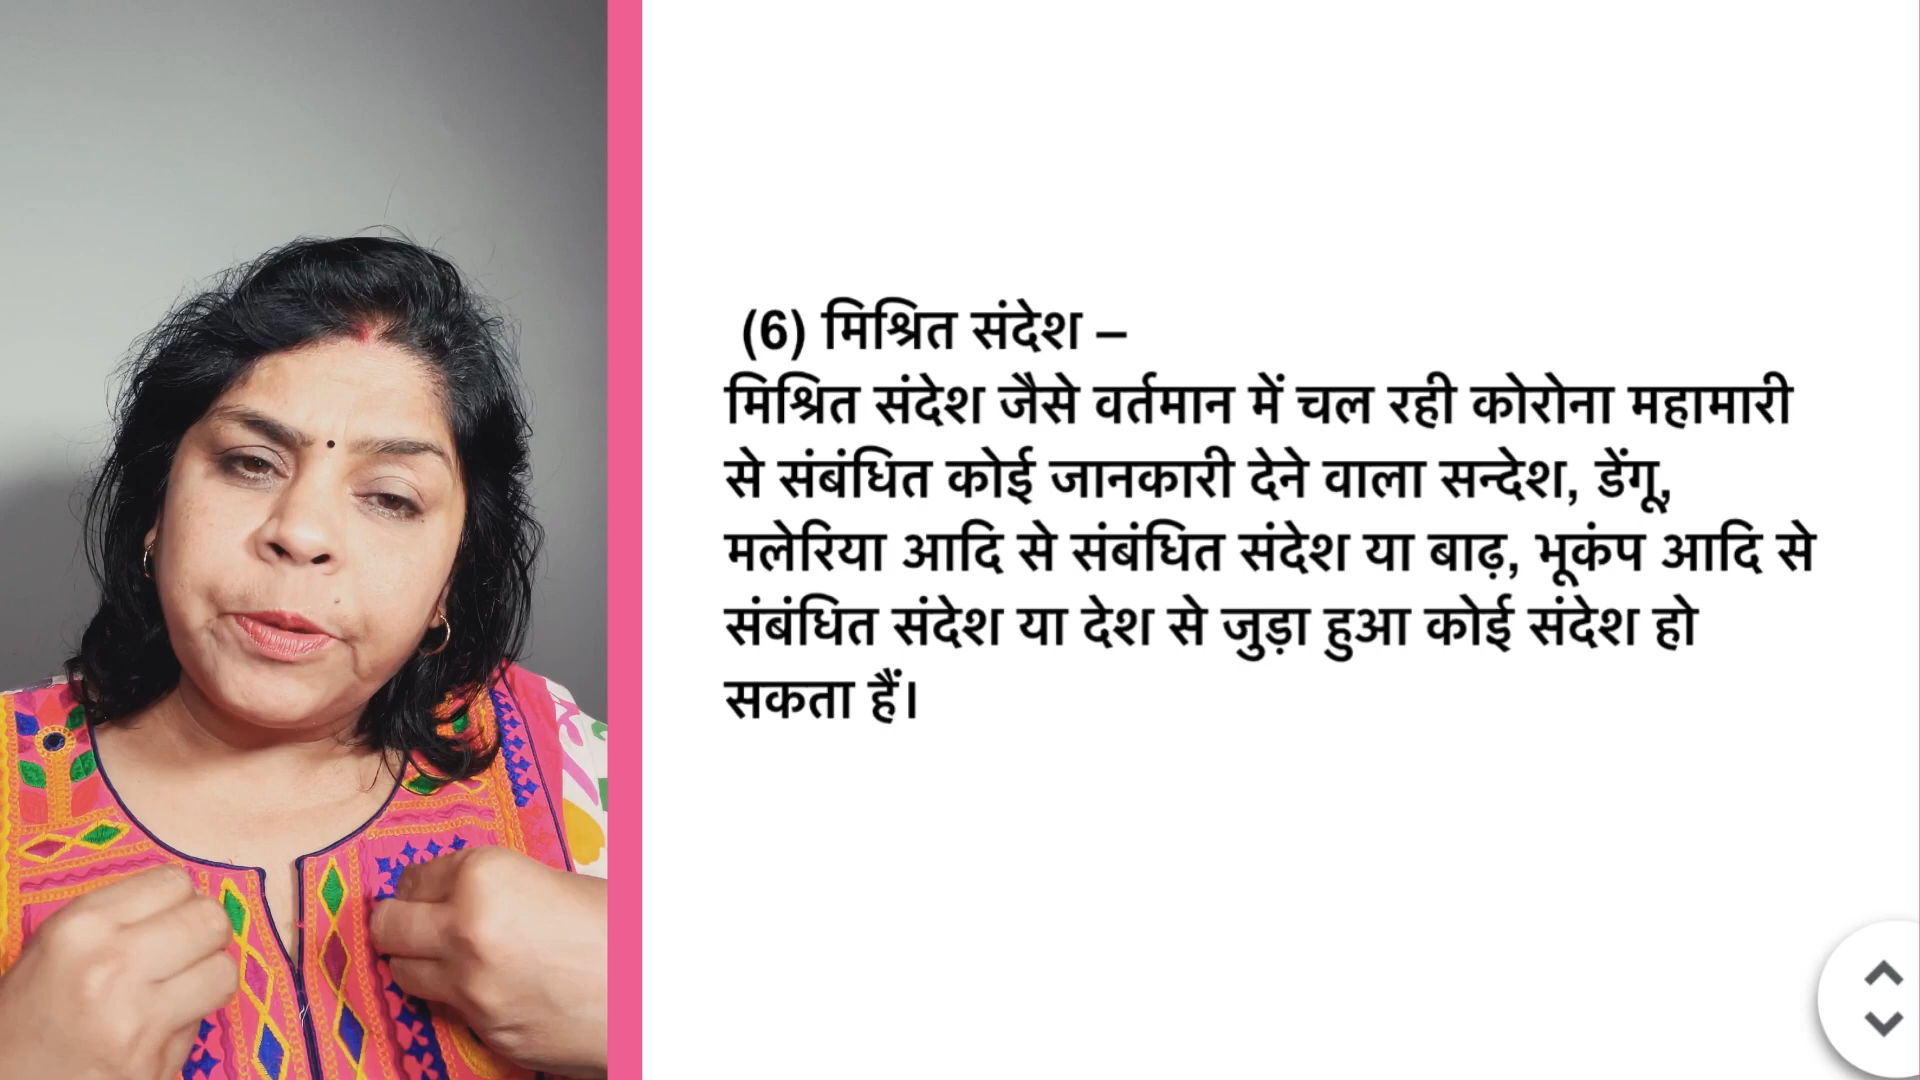 (6) मिश्रित संदेश –
मिश्रित संदेश जैसे वर्तमान में चल रही कोरोना महामारी
से संबंधित कोई जानकारी देने वाला सन्देश, डेंगू,
मलेरिया आदि से संबंधित संदेश या बाढ़, भूकंप आदि से
संबंधित संदेश या देश से जुड़ा हुआ कोई संदेश हो
सकता हैं।